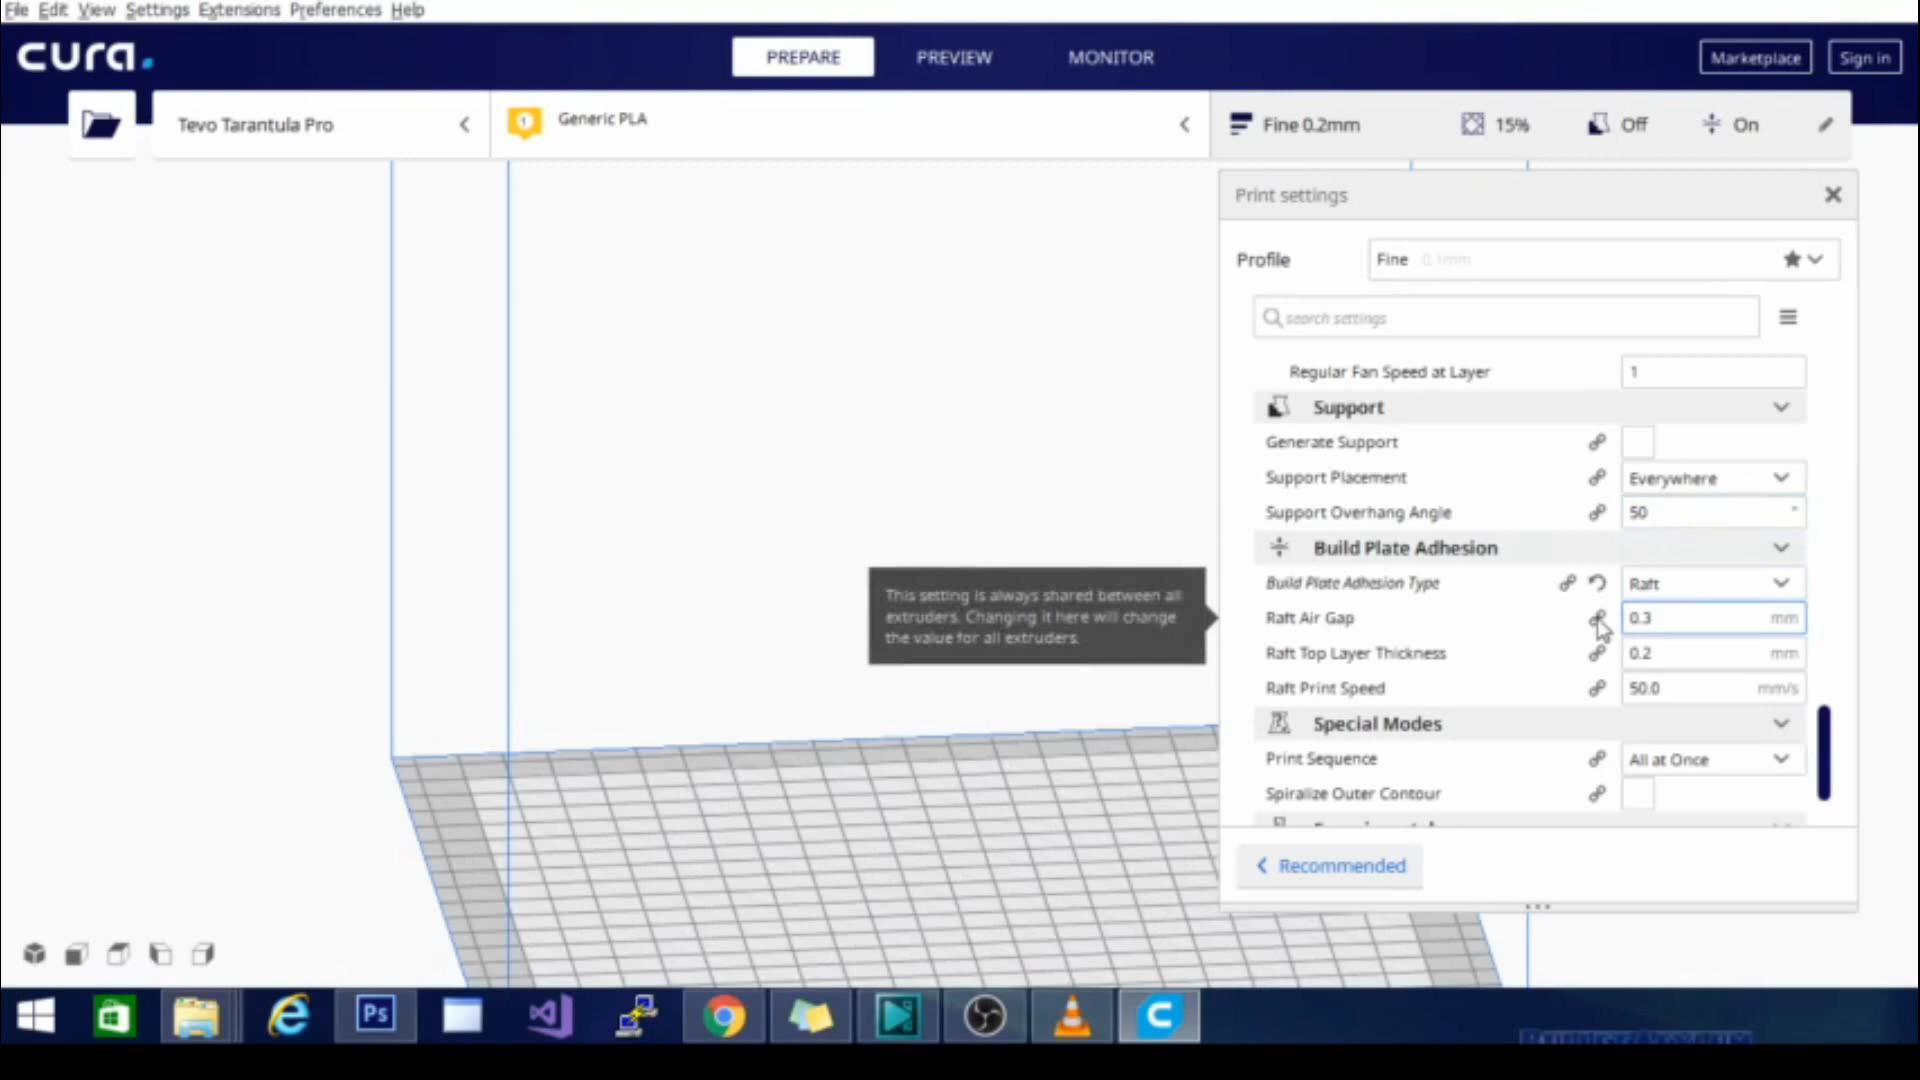 File Edit View Settings Extensions Preferences Help
cura.
PREPARE
PREVIEW
MONITOR
Marketplace
Sign in
Tevo Tarantula Pro
1
Generic PLA
Fine 0.2mm
15%
Off
On
Print settings
Profile
Fine 0.1mm
search settings
Regular Fan Speed at Layer
1
Support
Generate Support
Support Placement
Everywhere
Support Overhang Angle
50 °
Build Plate Adhesion
Build Plate Adhesion Type
Raft
This setting is always shared between all
extruders. Changing it here will change
the value for all extruders.
Raft Air Gap
0.3 mm
Raft Top Layer Thickness
0.2 mm
Raft Print Speed
50.0 mm/s
Special Modes
Print Sequence
All at Once
Spiralize Outer Contour
Recommended
Ps